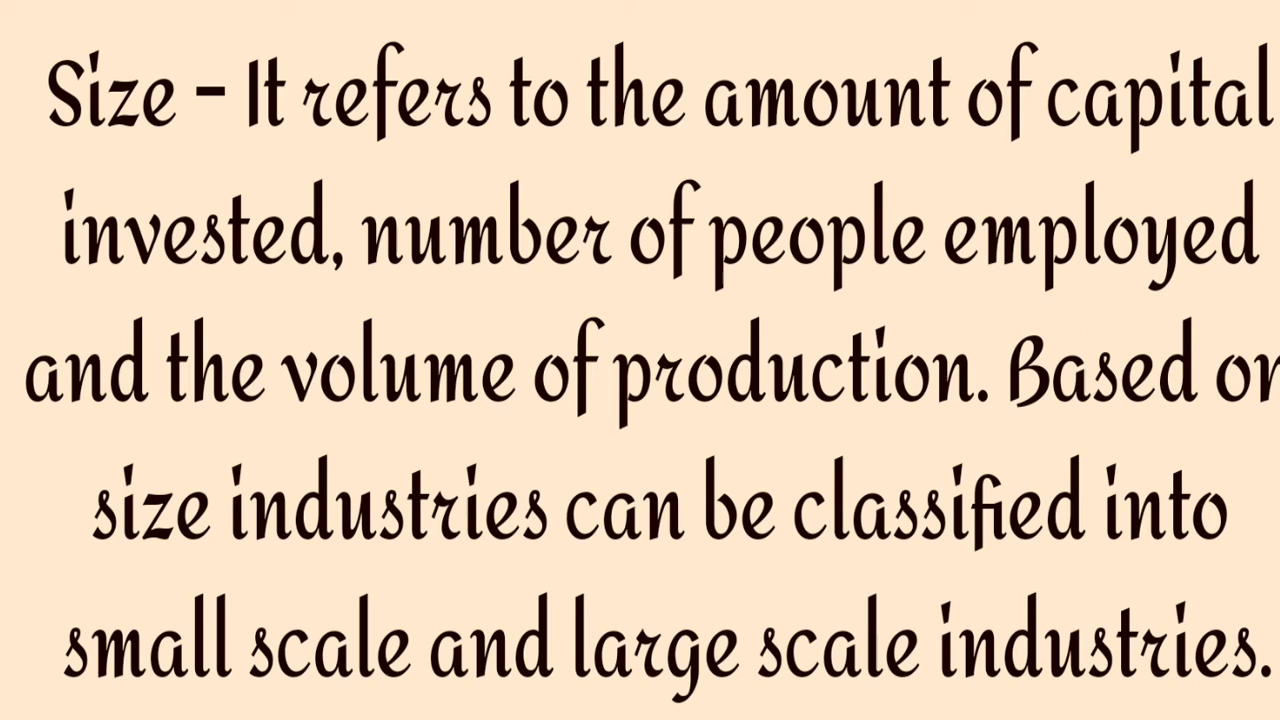 Size - It refers to the amount of capital
invested, number of people employed
and the volume of production. Based on
size industries can be classified into
small scale and large scale industries.